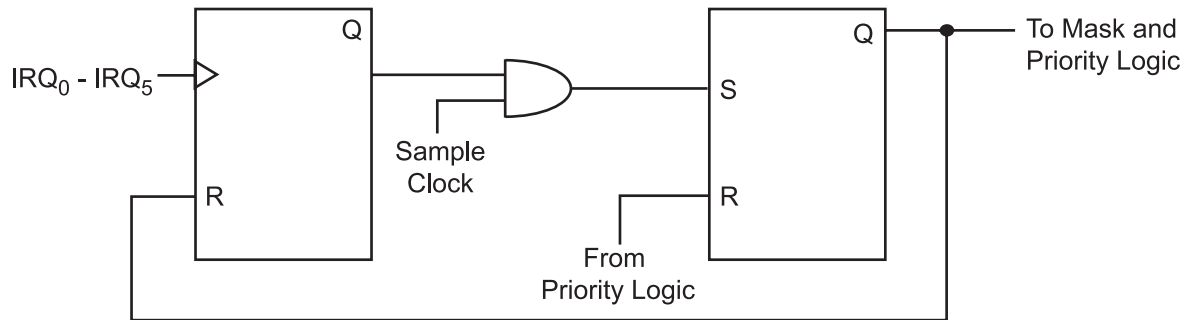 Q
IRQ₀ - IRQ₅
R
Sample
Clock
Q
S
R
From
Priority Logic
To Mask and
Priority Logic